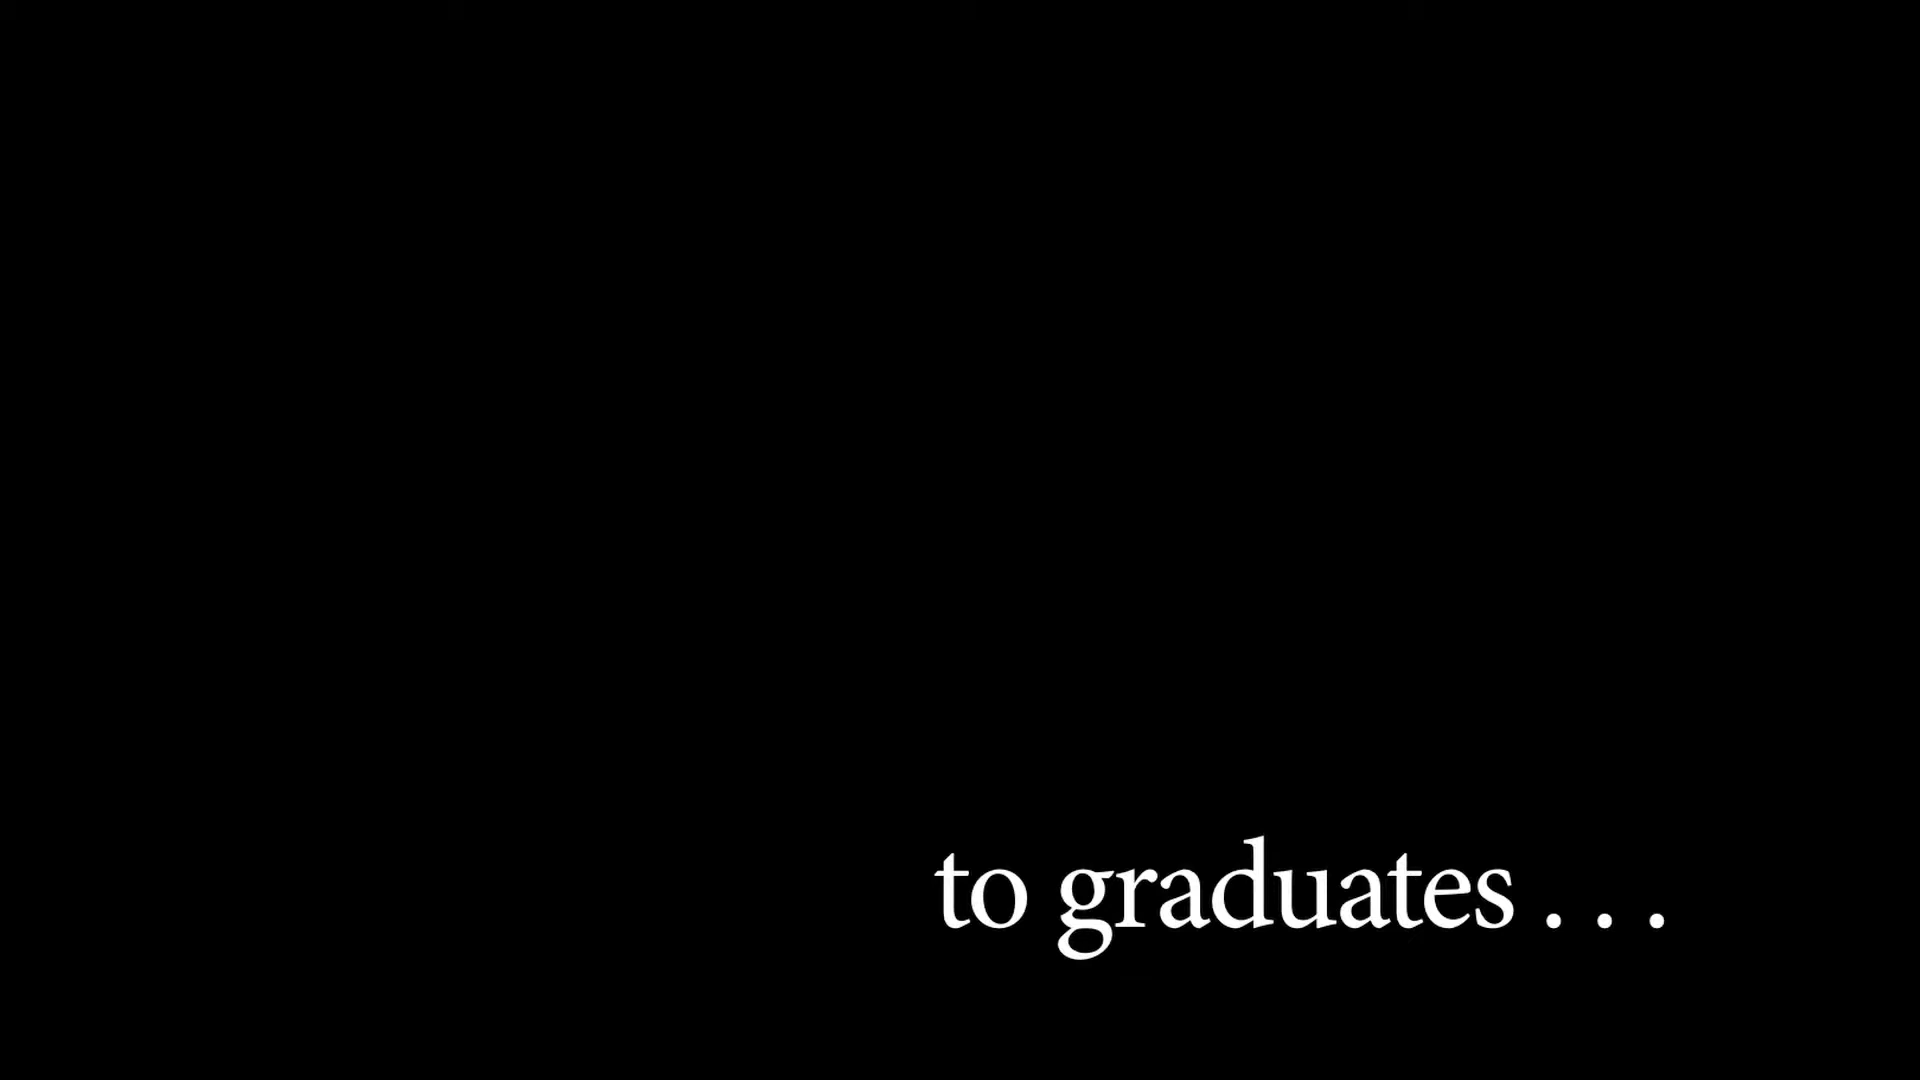 to graduates . . .